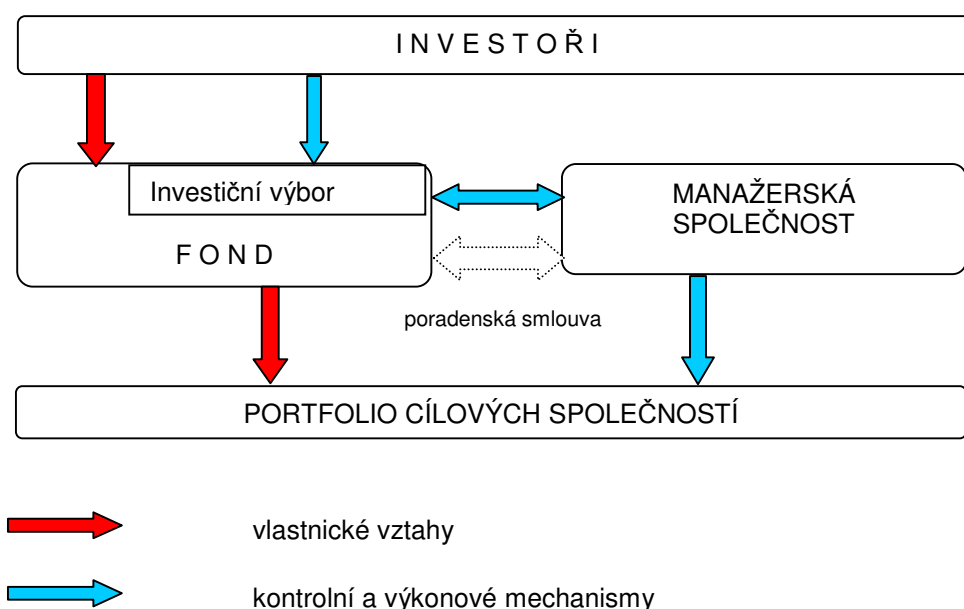 I N V E S T O Ř I
Investiční výbor
F O N D
MANAŽERSKÁ
SPOLEČNOST
poradenská smlouva
PORTFOLIO CÍLOVÝCH SPOLEČNOSTÍ
vlastnické vztahy
kontrolní a výkonové mechanismy